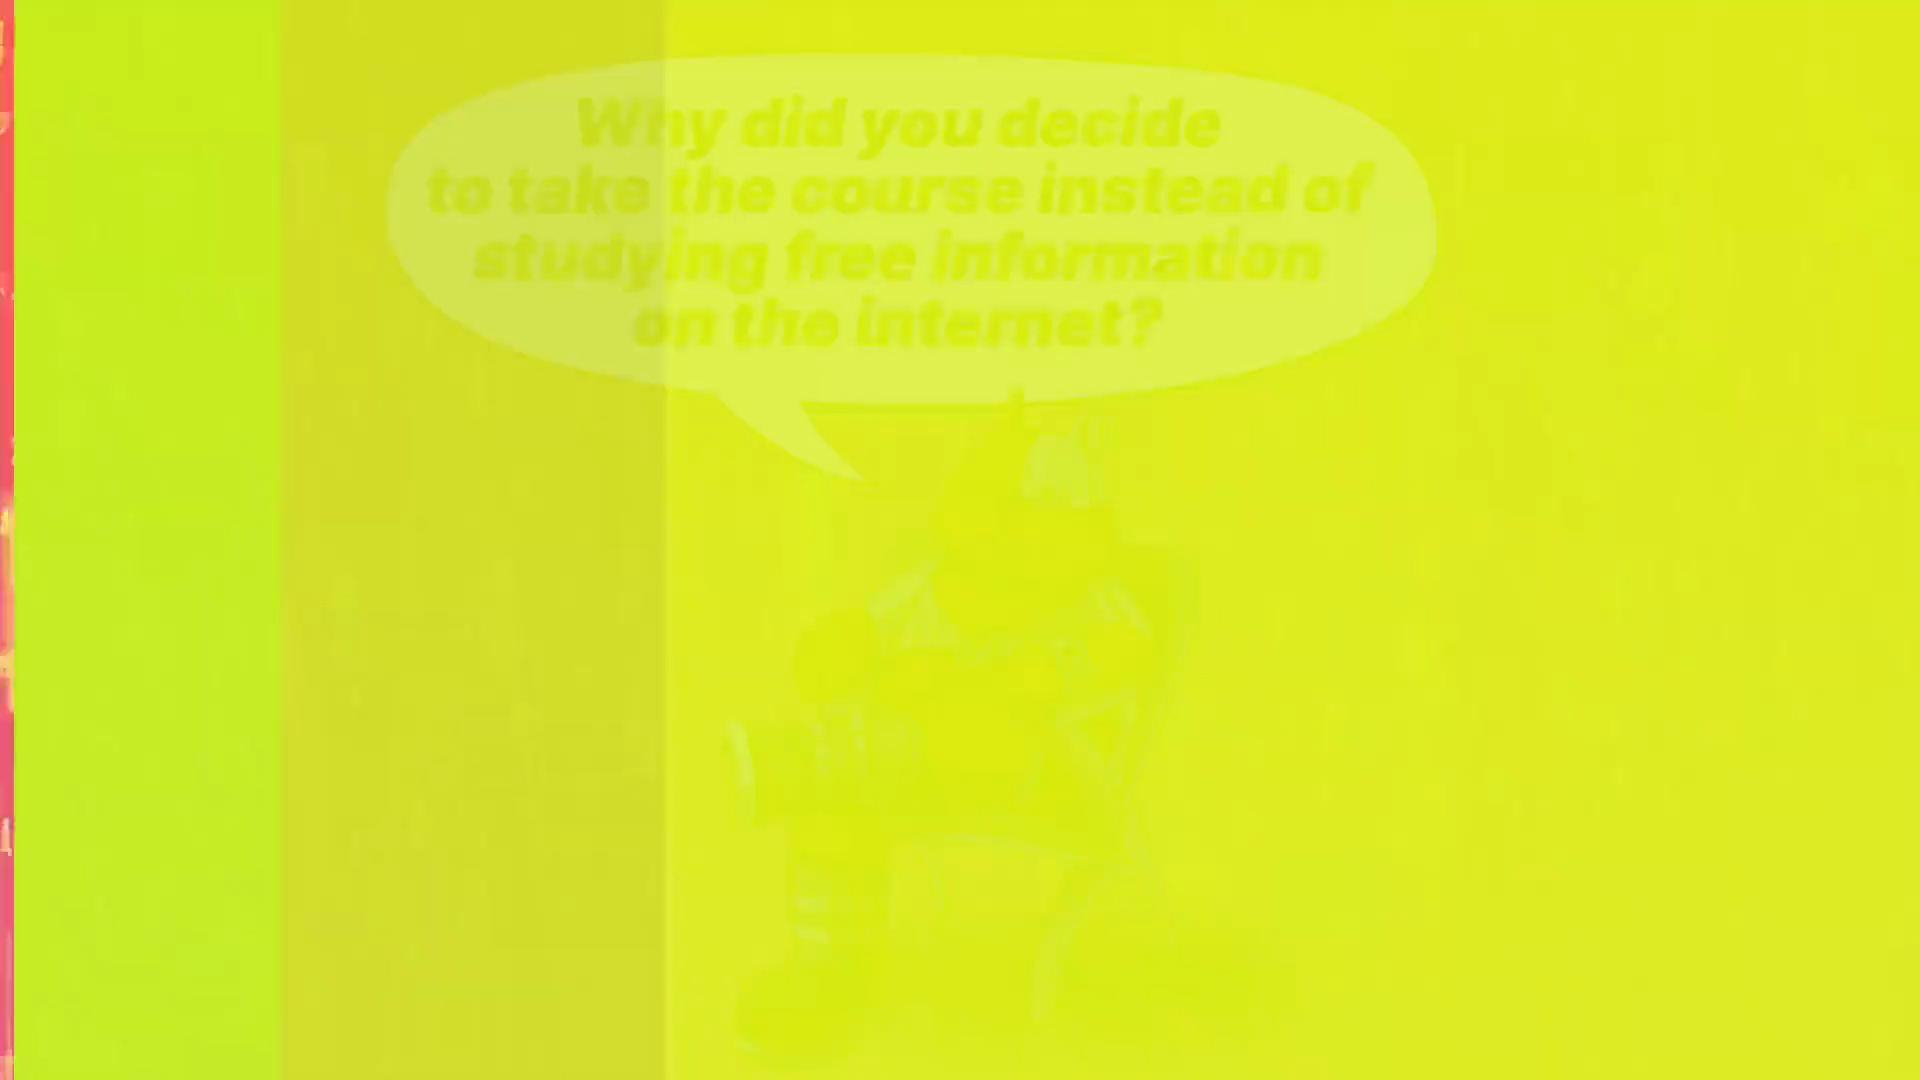 Why did you decide
to take the course instead of
studying free information
on the internet?